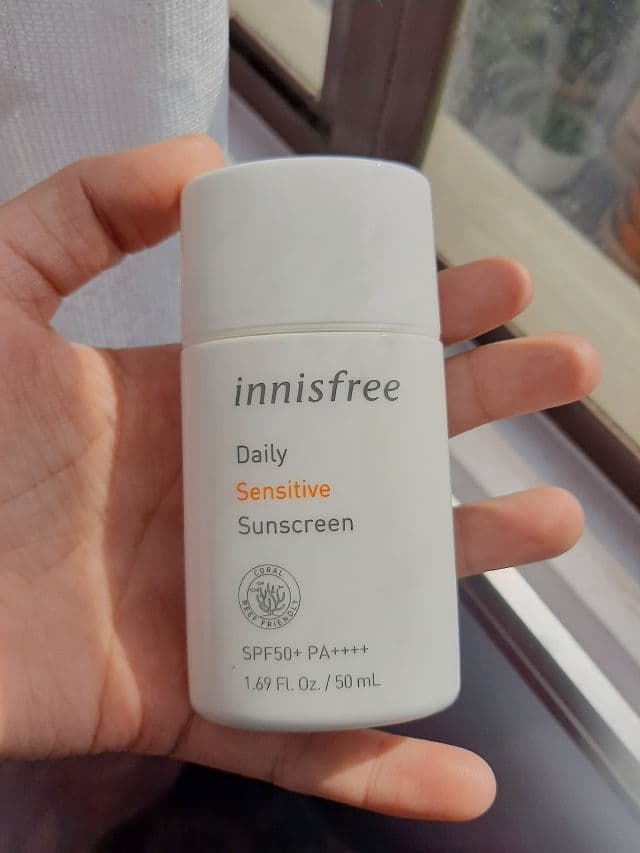 innisfree
Daily
Sensitive
Sunscreen
CORAL
REEF FRIENDLY
SPF50+ PA++++
1.69 Fl. Oz. / 50 mL